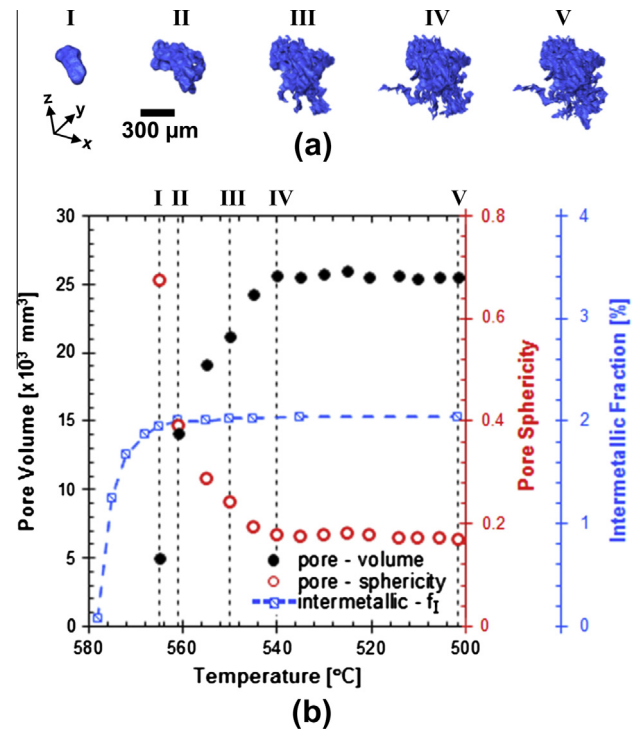 I II III IV V
z y x
300 µm
(a)
I II III IV V
30 25 20 15 10 5 0
Pore Volume [x10³ mm³]
0.8 0.6 0.4 0.2 0
Pore Sphericity
4 3 2 1 0
Intermetallic Fraction [%]
pore - volume
pore - sphericity
intermetallic - fI
580 560 540 520 500
Temperature [°C]
(b)